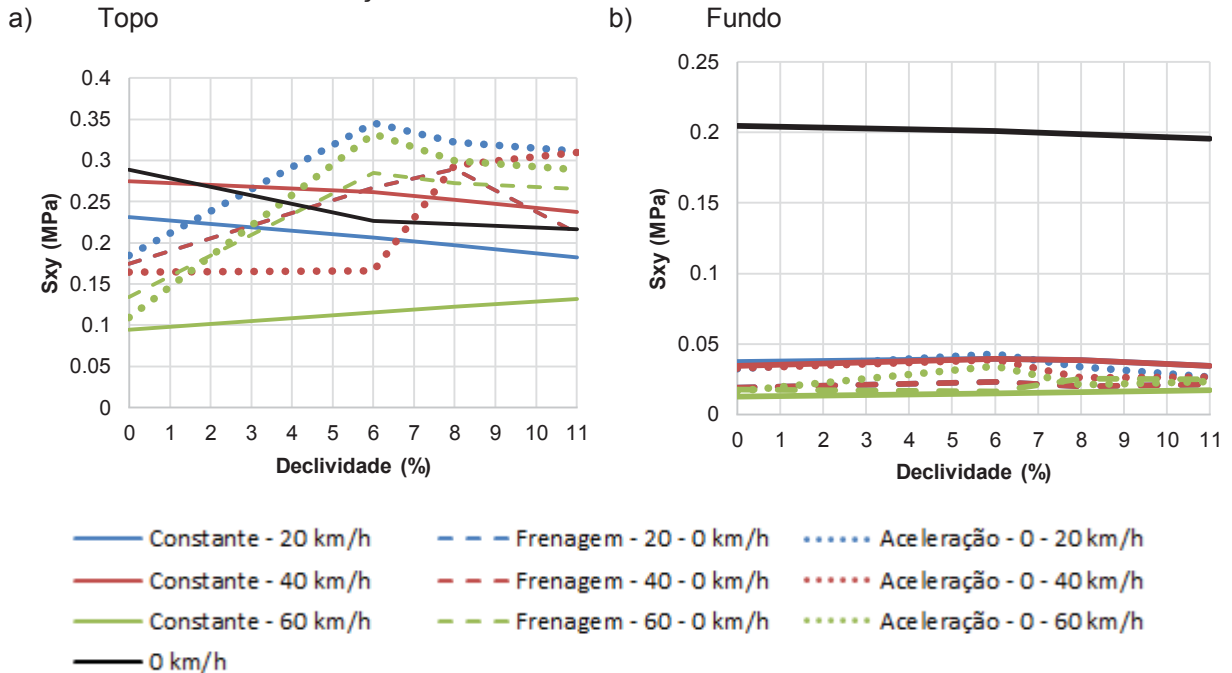 a) Topo
b) Fundo
Sxy (MPa)
0.4
0.35
0.3
0.25
0.2
0.15
0.1
0.05
0
0 1 2 3 4 5 6 7 8 9 10 11
Declividade (%)
Sxy (MPa)
0.25
0.2
0.15
0.1
0.05
0
0 1 2 3 4 5 6 7 8 9 10 11
Declividade (%)
Constante - 20 km/h
Frenagem - 20 - 0 km/h
Aceleração - 0 - 20 km/h
Constante - 40 km/h
Frenagem - 40 - 0 km/h
Aceleração - 0 - 40 km/h
Constante - 60 km/h
Frenagem - 60 - 0 km/h
Aceleração - 0 - 60 km/h
0 km/h